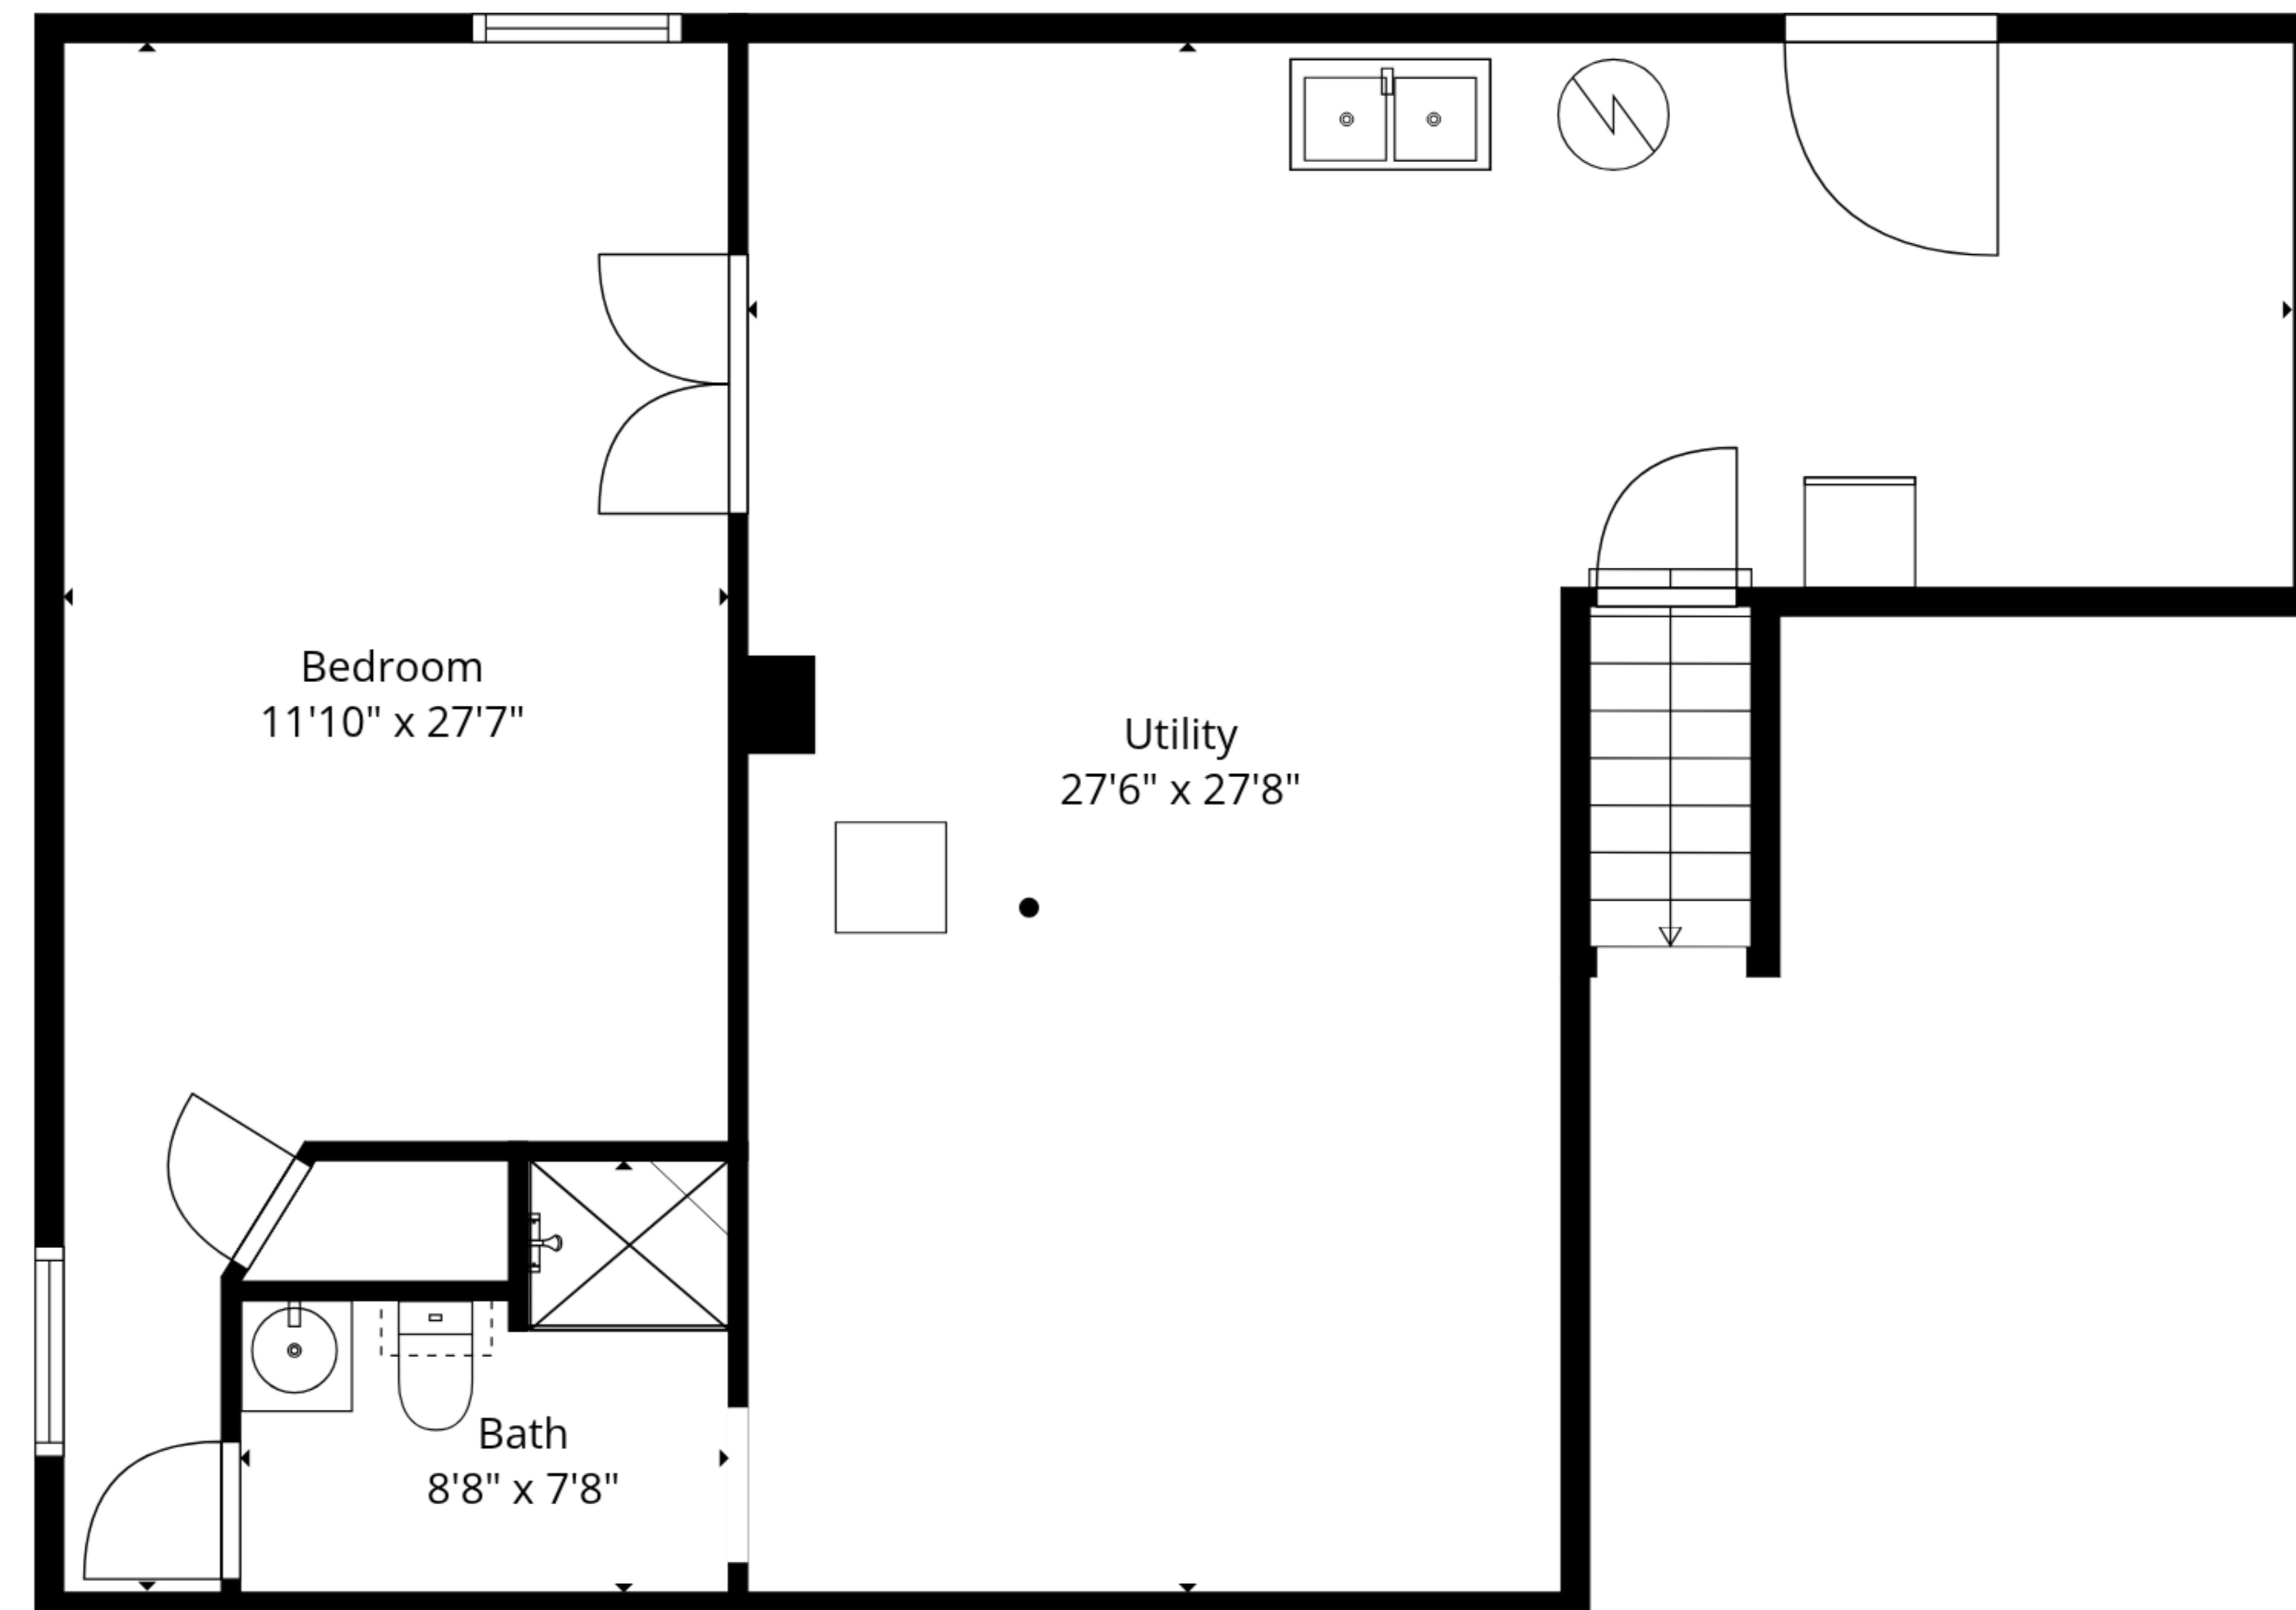 Bedroom
11'10" x 27'7"
Utility
27'6" x 27'8"
Bath
8'8" x 7'8"